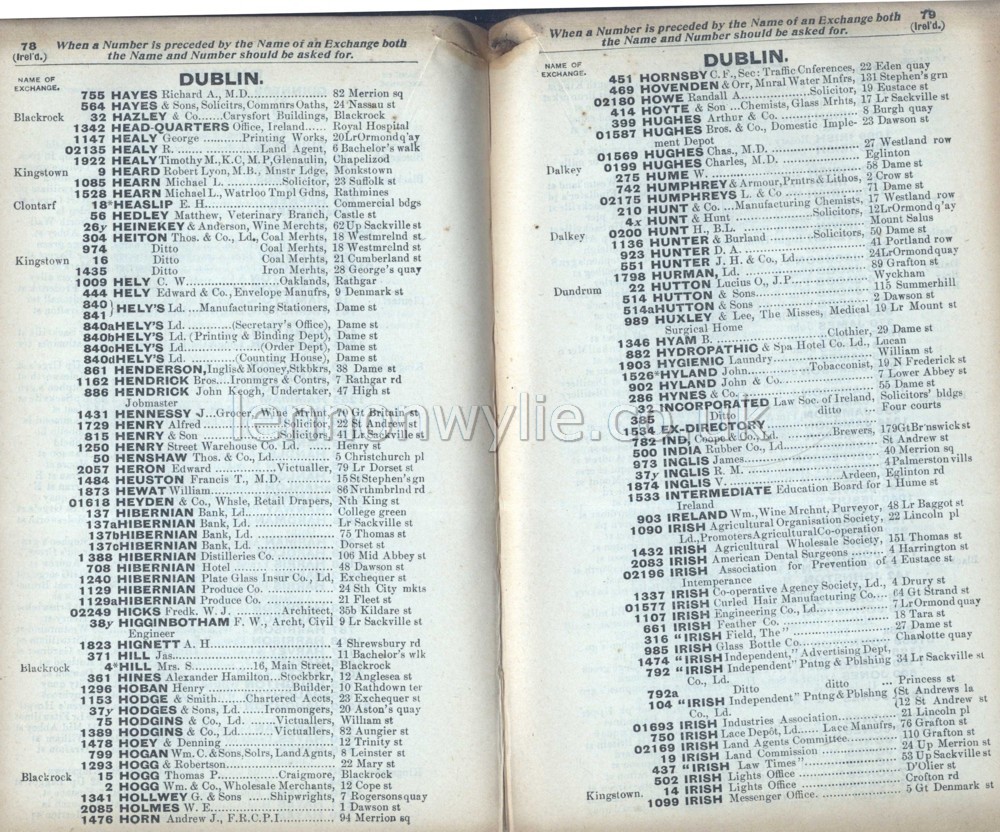 78 When a Number is preceded by the Name of an Exchange both
(Irel'd.) the Name and Number should be asked for.
NAME OF
EXCHANGE.
DUBLIN.
755 HAYES Richard A., M.D. 82 Merrion sq
564 HAYES & Sons, Solicitrs, Commnrs Oaths, 24 Nassau st
Blackrock 32 HAZLEY & Co. Carysfort Buildings, Blackrock
1342 HEAD-QUARTERS Office, Ireland Royal Hospital
1147 HEALY George Printing Works, 20LrOrmond q'ay
02135 HEALY R. Land Agent, 6 Bachelor's walk
1922 HEALY Timothy M., K.C, M.P, Glenaulin, Chapelizod
Kingstown 9 HEARD Robert Lyon, M.B., Mnstr Ldge, Monkstown
1085 HEARN Michael L. Solicitor, 23 Suffolk st
1528 HEARN Michael L., Watrloo Tmpl Gdns, Rathmines
Clontarf 18*HEASLIP E. H. Commercial bdgs
56 HEDLEY Matthew, Veterinary Branch, Castle st
26y HEINEKEY & Anderson, Wine Merchts, 62 Up Sackville st
304 HEITON Thos. & Co., Ld., Coal Merhts, 18 Westmrelnd st
974 Ditto Coal Merhts, 18 Westmrelnd st
Kingstown 16 Ditto Coal Merhts, 21 Cumberland st
1435 Ditto Iron Merhts, 28 George's quay
1009 HELY C. W. Oaklands, Rathgar
444 HELY Edward & Co., Envelope Manufrs, 9 Denmark st
840
841 } HELY'S Ld. ...Manufacturing Stationers, Dame st
840aHELY'S Ld. (Secretary's Office), Dame st
840bHELY'S Ld. (Printing & Binding Dept), Dame st
840cHELY'S Ld. (Order Dept), Dame st
840dHELY'S Ld. (Counting House), Dame st
861 HENDERSON, Inglis & Mooney, Stkbkrs, 38 Dame st
1162 HENDRICK Bros....Ironmgrs & Contrs, 7 Rathgar rd
886 HENDRICK John Keogh, Undertaker, 47 High st
Jobmaster
1431 HENNESSY J...Grocer, Wine Mrhnt, 70 Gt Britain st
1729 HENRY Alfred Solicitor, 22 St Andrew st
815 HENRY & Son Solicitors, 41 Lr Sackville st
1250 HENRY Street Warehouse Co. Ld. Henry st
50 HENSHAW Thos. & Co., Ld. 5 Christchurch pl
2057 HERON Edward Victualler, 79 Lr Dorset st
1484 HEUSTON Francis T., M.D. 15 St Stephen's gn
1873 HEWAT William 86 Nrthmbrlnd rd
01618 HEYDEN & Co., Whsle, Retail Drapers, Nth King st
137 HIBERNIAN Bank, Ld. College green
137aHIBERNIAN Bank, Ld. Lr Sackville st
137bHIBERNIAN Bank, Ld. 75 Thomas st
137cHIBERNIAN Bank, Ld. Dorset st
1388 HIBERNIAN Distilleries Co. 106 Mid Abbey st
708 HIBERNIAN Hotel 48 Dawson st
1240 HIBERNIAN Plate Glass Insur Co., Ld, Exchequer st
1129 HIBERNIAN Produce Co. 24 Sth City mkts
1129aHIBERNIAN Produce Co. 21 Fleet st
02249 HICKS Fredk. W. J. Architect, 35b Kildare st
38y HIGGINBOTHAM F. W., Archt, Civil 9 Lr Sackville st
Engineer
1823 HIGNETT A. H. 4 Shrewsbury rd
371 HILL Jas. 11 Bachelor's wlk
Blackrock 4*HILL Mrs. S. 16, Main Street, Blackrock
361 HINES Alexander Hamilton...Stockbrkr, 12 Anglesea st
1296 HOBAN Henry Builder, 10 Rathdown ter
1153 HODGE & Smith Chartered Accts, 23 Exchequer st
37y HODGES & Sons, Ld. Ironmongers, 20 Aston's quay
75 HODGINS & Co., Ld. Victuallers, William st
1389 HODGINS & Co., Ld. Victuallers, 82 Aungier st
1478 HOEY & Denning 12 Trinity st
799 HOGAN Wm. C. & Sons, Solrs, Land Agnts, 8 Leinster st
1293 HOGG & Robertson 22 Mary st
Blackrock 15 HOGG Thomas P. Craigmore, Blackrock
2 HOGG Wm. & Co., Wholesale Merchants, 12 Cope st
1341 HOLLWEY G. & Sons Shipwrights, 7 Rogersonsquay
2085 HOLMES W. E. 1 Dawson st
1476 HORN Andrew J., F.R.C.P.I. 94 Merrion sq
When a Number is preceded by the Name of an Exchange both 79
the Name and Number should be asked for. (Irel'd.)
NAME OF
EXCHANGE.
DUBLIN.
451 HORNSBY C. F., Sec: Traffic Cnferences, 22 Eden quay
469 HOVENDEN & Orr, Mnral Water Mnfrs, 131 Stephen's grn
02180 HOWE Randall A. Solicitor, 19 Eustace st
414 HOYTE & Son ...Chemists, Glass Mrhts, 17 Lr Sackville st
399 HUGHES Arthur & Co. 8 Burgh quay
01587 HUGHES Bros. & Co., Domestic Imple- 23 Dawson st
ment Depot
01569 HUGHES Chas., M.D. 27 Westland row
Dalkey 0199 HUGHES Charles, M.D. Eglinton
275 HUME W. 58 Dame st
742 HUMPHREY & Armour, Prntrs & Lithos, 2 Crow st
02175 HUMPHREYS L. & Co 71 Dame st
210 HUNT & Co. ...Manufacturing Chemists, 17 Westland row
4x HUNT & Hunt Solicitors, 12LrOrmond q'ay
Dalkey 0200 HUNT H., B.L. Mount Salus
1136 HUNTER & Burland Solicitors, 50 Dame st
923 HUNTER D. A. 41 Portland row
551 HUNTER J. H. & Co., Ld. 24LrOrmond quay
1798 HURMAN, Ld. 89 Grafton st
Dundrum 22 HUTTON Lucius O., J.P. Wyckham
514 HUTTON & Sons 115 Summerhill
514aHUTTON & Sons 2 Dawson st
989 HUXLEY & Lee, The Misses, Medical 19 Lr Mount st
Surgical Home
1346 HYAM B. Clothier, 29 Dame st
882 HYDROPATHIC & Spa Hotel Co. Ld., Lucan
1903 HYGIENIC Laundry William st
1526*HYLAND John Tobacconist, 19 N Frederick st
902 HYLAND John & Co. 7 Lower Abbey st
286 HYNES & Co. 55 Dame st
32 INCORPORATED Law Soc. of Ireland, Solicitors' bldgs
385 Ditto ditto ... Four courts
1534 EX-DIRECTORY
782 IND, Coope & Co., Ld. Brewers, 179Gt Br'nswick st
500 INDIA Rubber Co., Ld. St Andrew st
973 INGLIS James 40 Merrion sq
37y INGLIS R. M. 4 Palmerston vills
1874 INGLIS V. Ardeen, Eglinton rd
1533 INTERMEDIATE Education Board for 1 Hume st
Ireland
903 IRELAND Wm., Wine Mrchnt, Purveyor, 48 Lr Baggot st
1090 IRISH Agricultural Organisation Society, 22 Lincoln pl
Ld., Promoters Agricultural Co-operation
1432 IRISH Agricultural Wholesale Society, 151 Thomas st
2083 IRISH American Dental Surgeons 4 Harrington st
02196 IRISH Association for Prevention of 4 Eustace st
Intemperance
1337 IRISH Co-operative Agency Society, Ld., 4 Drury st
01577 IRISH Curled Hair Manufacturing Co. 64 Gt Strand st
1107 IRISH Engineering Co., Ld. 7 LrOrmond quay
661 IRISH Feather Co. 18 Tara st
316 "IRISH Field, The" 27 Dame st
985 IRISH Glass Bottle Co. Charlotte quay
1474 "IRISH Independent," Advertising Dept,
792 "IRISH Independent" Pntng & Pblshing 34 Lr Sackville st
Co., Ld.
792a Ditto ditto ... Princess st
104 "IRISH Independent" Pntng & Pblshng {St Andrews la
Co., Ld. {12 St Andrew st
01693 IRISH Industries Association 21 Lincoln pl
750 IRISH Lace Depôt, Ld. Lace Manufrs, 76 Grafton st
02169 IRISH Land Agents Committee 110 Grafton st
19 IRISH Land Commission 24 Up Merrion st
437 "IRISH Law Times" 53 Up Sackville st
502 IRISH Lights Office D'Olier st
Kingstown. 14 IRISH Lights Office Crofton rd
1099 IRISH Messenger Office 5 Gt Denmark st